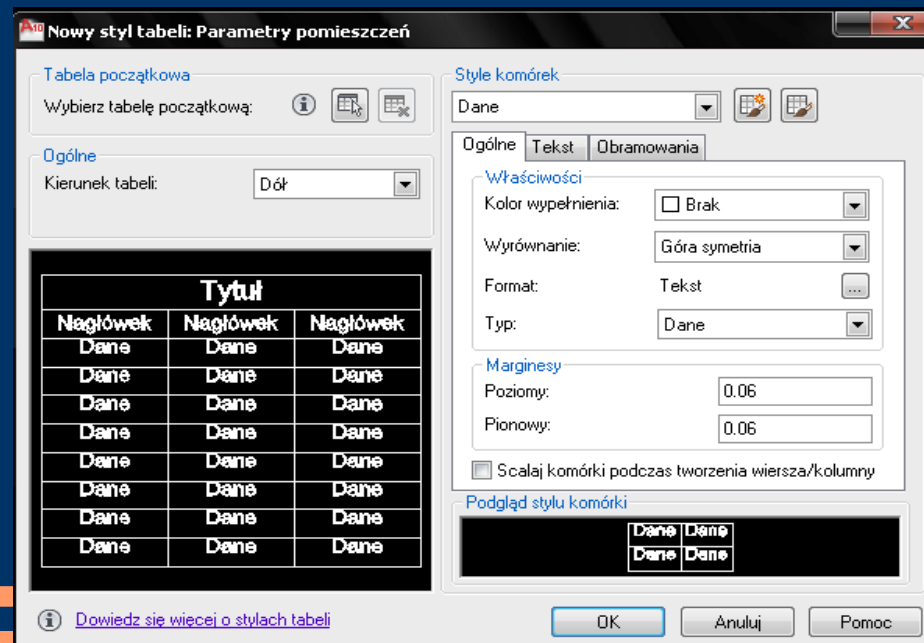 A10 Nowy styl tabeli: Parametry pomieszczeń
Tabela początkowa
Wybierz tabelę początkową:
Ogólne
Kierunek tabeli: Dół
Tytuł
Nagłówek Nagłówek Nagłówek
Dane Dane Dane
Dane Dane Dane
Dane Dane Dane
Dane Dane Dane
Dane Dane Dane
Dane Dane Dane
Dane Dane Dane
Dane Dane Dane
Dowiedz się więcej o stylach tabeli
Style komórek
Dane
Ogólne Tekst Obramowania
Właściwości
Kolor wypełnienia: Brak
Wyrównanie: Góra symetria
Format: Tekst ...
Typ: Dane
Marginesy
Poziomy: 0.06
Pionowy: 0.06
Scalaj komórki podczas tworzenia wiersza/kolumny
Podgląd stylu komórki
Dane Dane
Dane Dane
OK Anuluj Pomoc